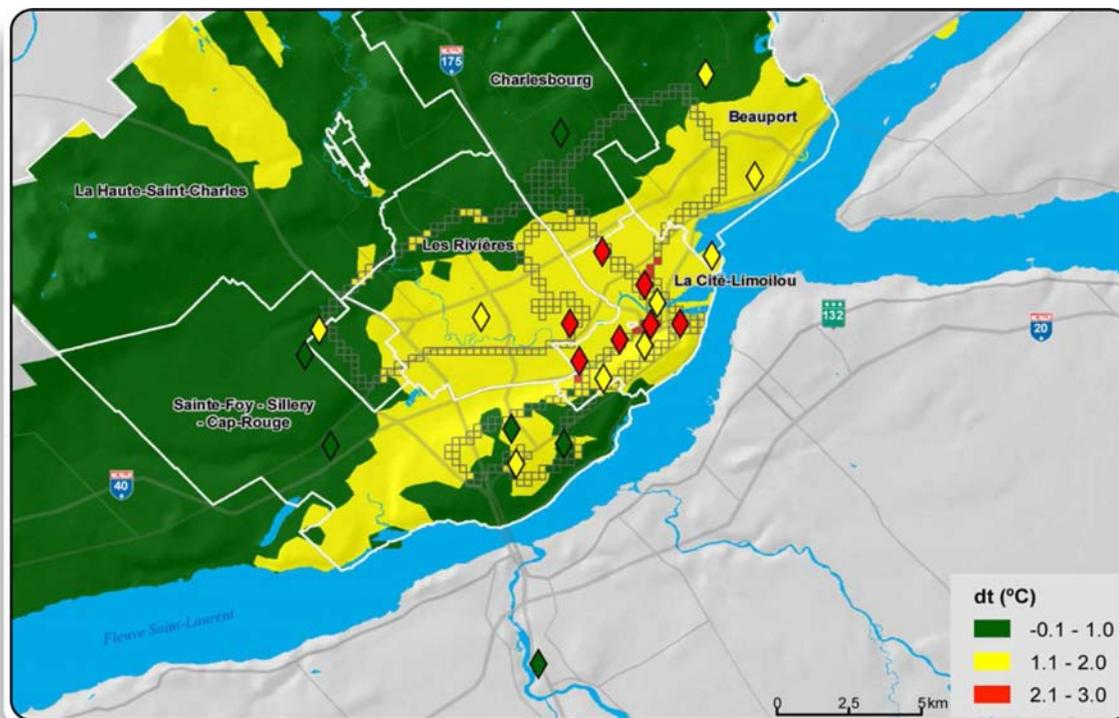 175
Charlesbourg
Beauport
La Haute-Saint-Charles
Les Rivières
La Cité-Limoilou
132
20
Sainte-Foy - Sillery
- Cap-Rouge
40
Fleuve Saint-Laurent
dt (ºC)
-0.1 - 1.0
1.1 - 2.0
2.1 - 3.0
0 2,5 5 km